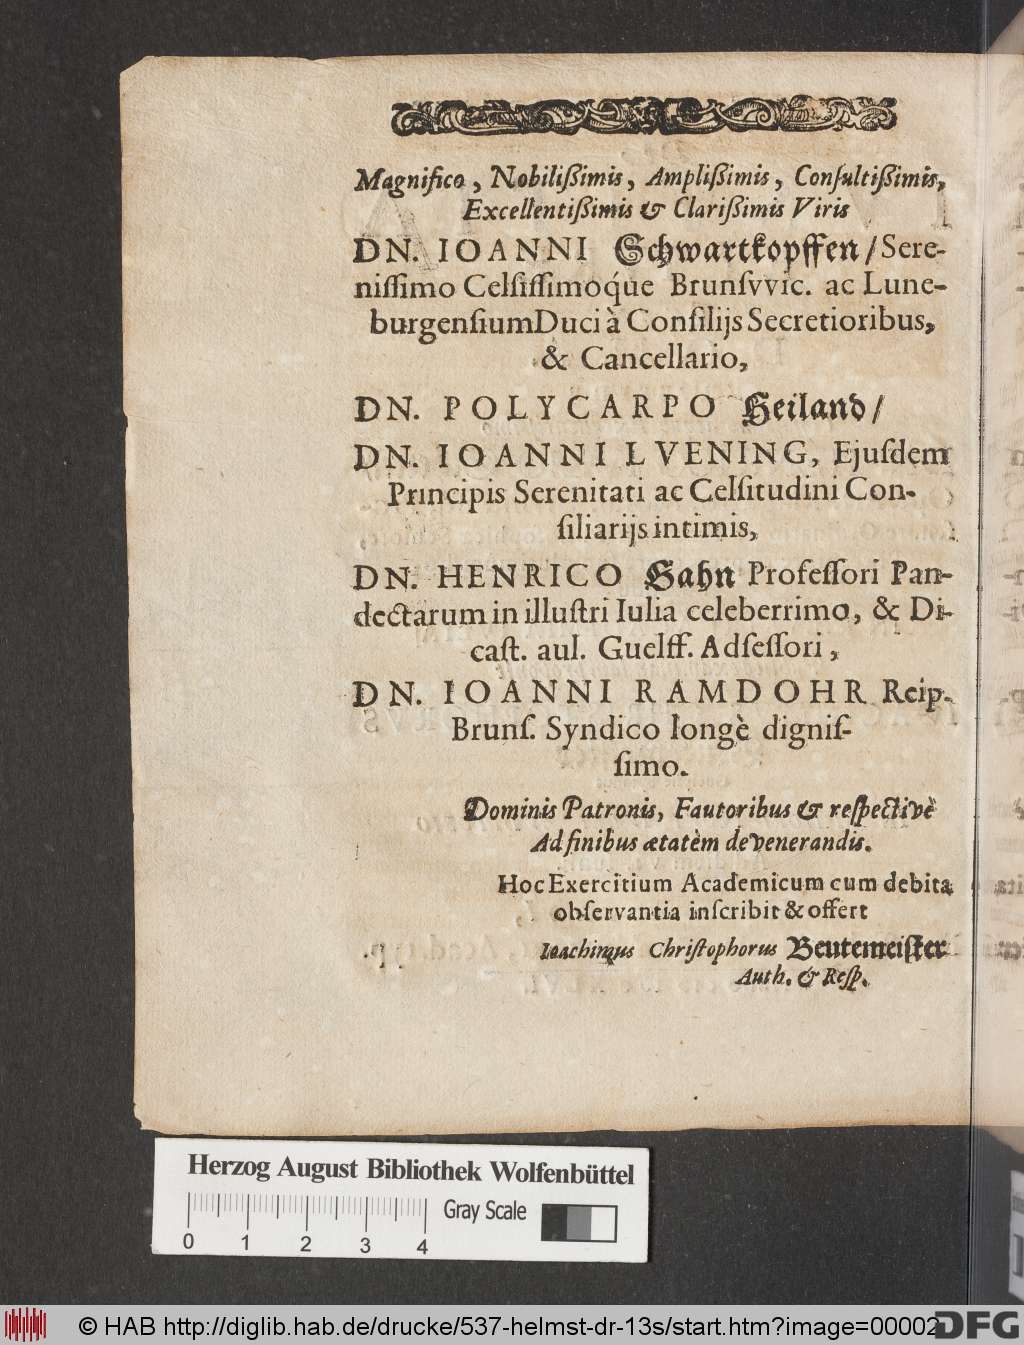 Magnifico, Nobilißimis, Amplißimis, Conſultißimis,
Excellentißimis & Clarißimis Viris
DN. IOANNI Schwartkopffen / Sere-
niſſimo Celſiſſimoq́ue Brunſvvic. ac Lune-
burgenſium Duci à Conſilijs Secretioribus,
& Cancellario,
DN. POLYCARPO Heiland /
DN. IOANNI LVENING, Ejuſdem
Principis Serenitati ac Celſitudini Con-
ſiliarijs intimis,
DN. HENRICO Hahn Profeſſori Pan-
dectarum in illuſtri Iulia celeberrimo, & Di-
caſt. aul. Guelff. Adſeſſori,
DN. IOANNI RAMDOHR Reip.
Brunſ. Syndico longè digniſ-
ſimo.
Dominis Patronis, Fautoribus & reſpectivè
Adfinibus ætatèm devenerandis.
Hoc Exercitium Academicum cum debita
obſervantia inſcribit & offert
Ioachimus Chriſtophorus Beutemeiſter
Auth. & Reſp.
Herzog August Bibliothek Wolfenbüttel
0 1 2 3 4 Gray Scale
© HAB http://diglib.hab.de/drucke/537-helmst-dr-13s/start.htm?image=00002
DFG